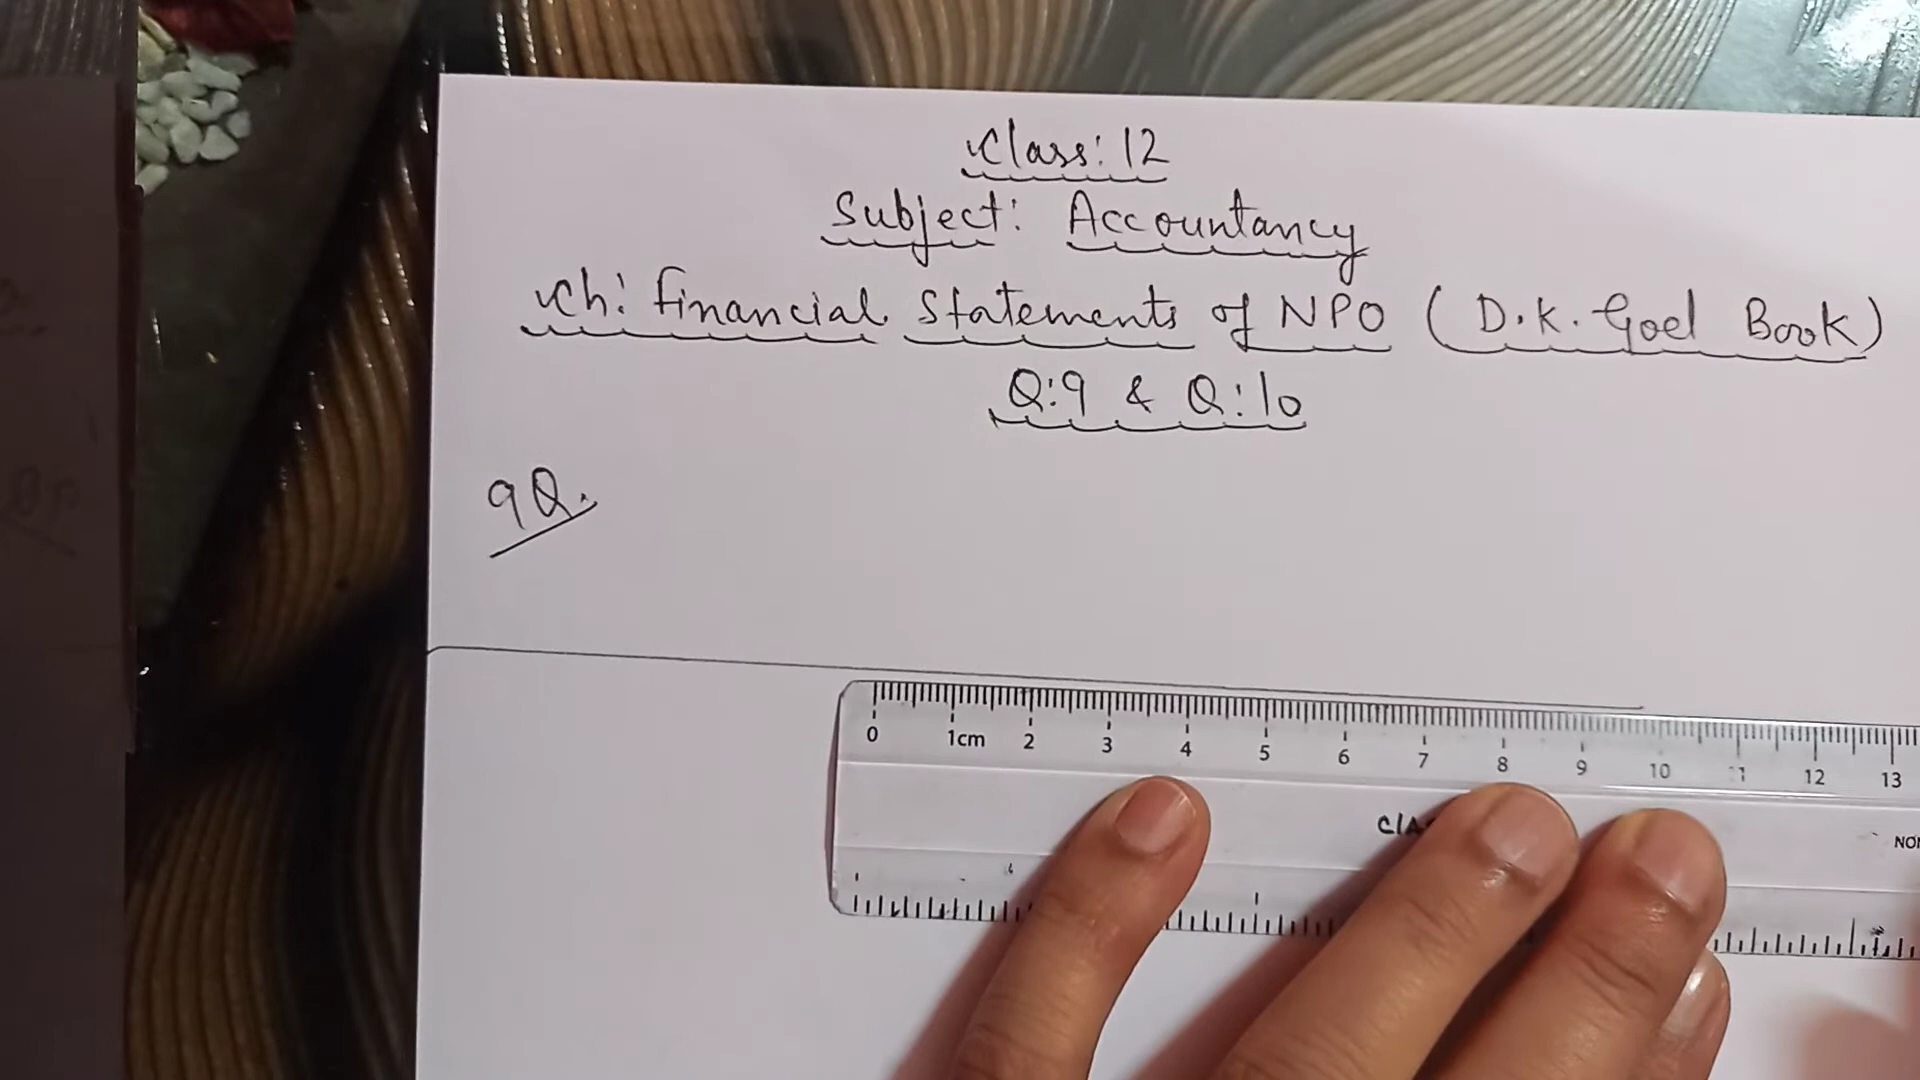 Class: 12
Subject: Accountancy
Ch: Financial Statements of NPO (D.K. Goel Book)
Q:9 & Q:10
9Q.
0 1cm 2 3 4 5 6 7 8 9 10 11 12 13